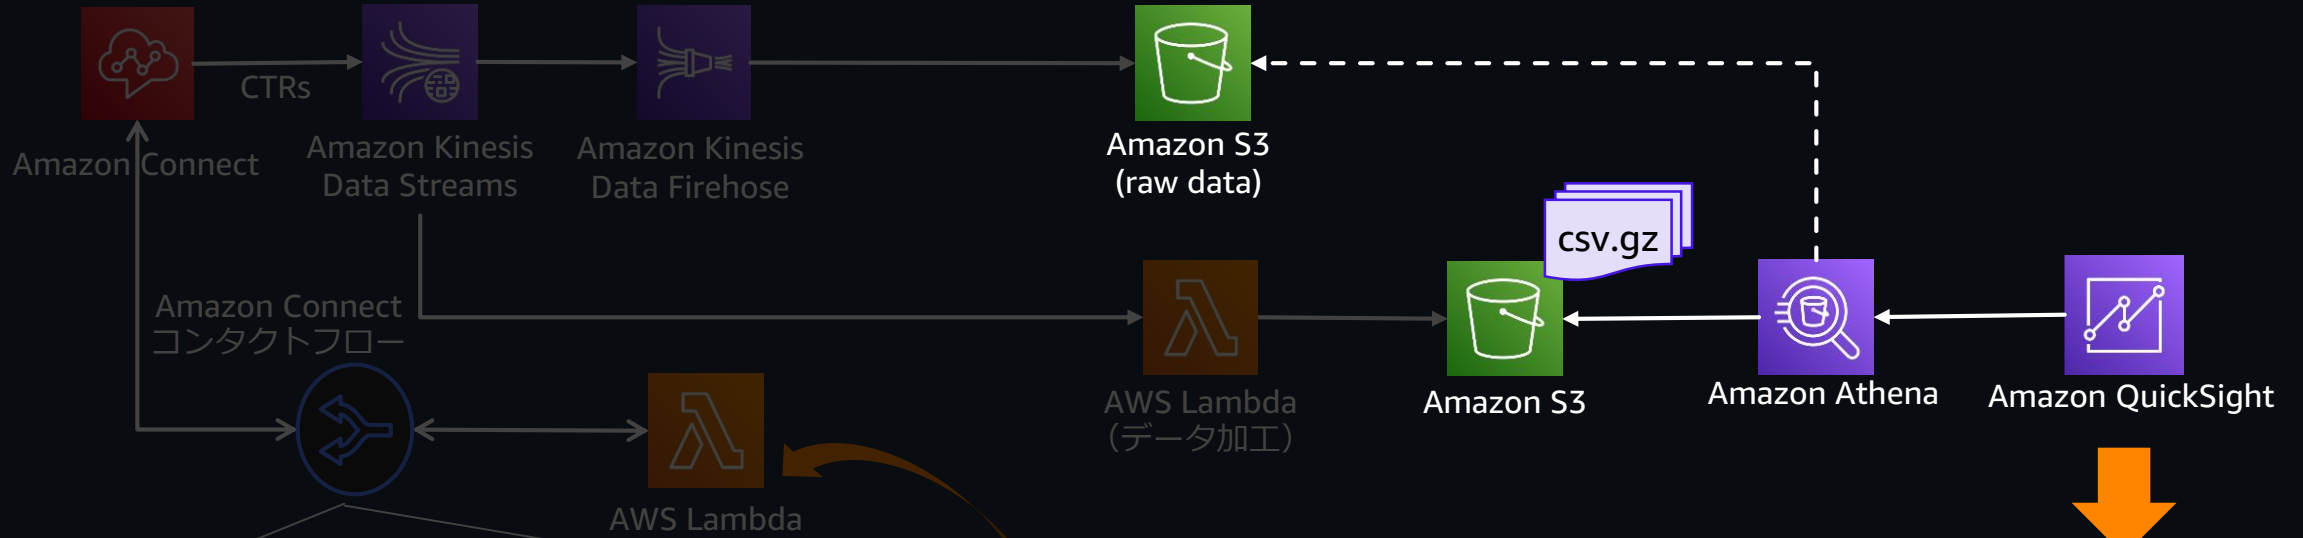 CTRs
Amazon Connect
Amazon Kinesis
Data Streams
Amazon Kinesis
Data Firehose
Amazon S3
(raw data)
csv.gz
Amazon Connect
コンタクトフロー
AWS Lambda
(データ加工)
Amazon S3
Amazon Athena
Amazon QuickSight
AWS Lambda